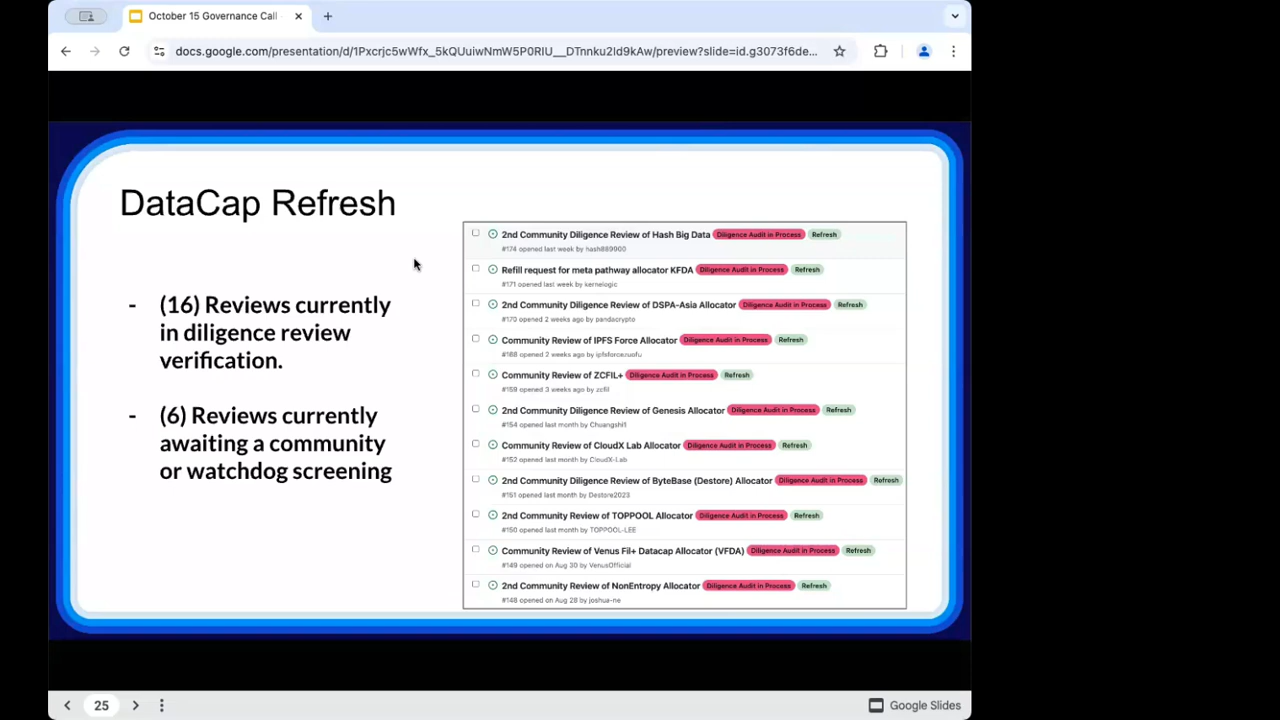 October 15 Governance Call
docs.google.com/presentation/d/1Pxcrjc5wWfx_5kQUuiwNmW5P0RIU__DTnnku2Id9kAw/preview?slide=id.g3073f6de...
DataCap Refresh
- (16) Reviews currently
in diligence review
verification.
- (6) Reviews currently
awaiting a community
or watchdog screening
2nd Community Diligence Review of Hash Big Data Diligence Audit in Process Refresh
#174 opened last week by hash889900
Refill request for meta pathway allocator KFDA Diligence Audit in Process Refresh
#171 opened last week by kernelogic
2nd Community Diligence Review of DSPA-Asia Allocator Diligence Audit in Process Refresh
#170 opened 2 weeks ago by pandacrypto
Community Review of IPFS Force Allocator Diligence Audit in Process Refresh
#168 opened 2 weeks ago by ipfsforcezuofu
Community Review of ZCFIL+ Diligence Audit in Process Refresh
#159 opened 3 weeks ago by zcfil
2nd Community Diligence Review of Genesis Allocator Diligence Audit in Process Refresh
#154 opened last month by Chuangshi1
Community Review of CloudX Lab Allocator Diligence Audit in Process Refresh
#152 opened last month by CloudX-Lab
2nd Community Diligence Review of ByteBase (Destore) Allocator Diligence Audit in Process Refresh
#151 opened last month by Destore2023
2nd Community Review of TOPPOOL Allocator Diligence Audit in Process Refresh
#150 opened last month by TOPPOOL-LEE
Community Review of Venus Fil+ Datacap Allocator (VFDA) Diligence Audit in Process Refresh
#149 opened on Aug 30 by VenusOfficial
2nd Community Review of NonEntropy Allocator Diligence Audit in Process Refresh
#148 opened on Aug 28 by joshua-ne
25
Google Slides